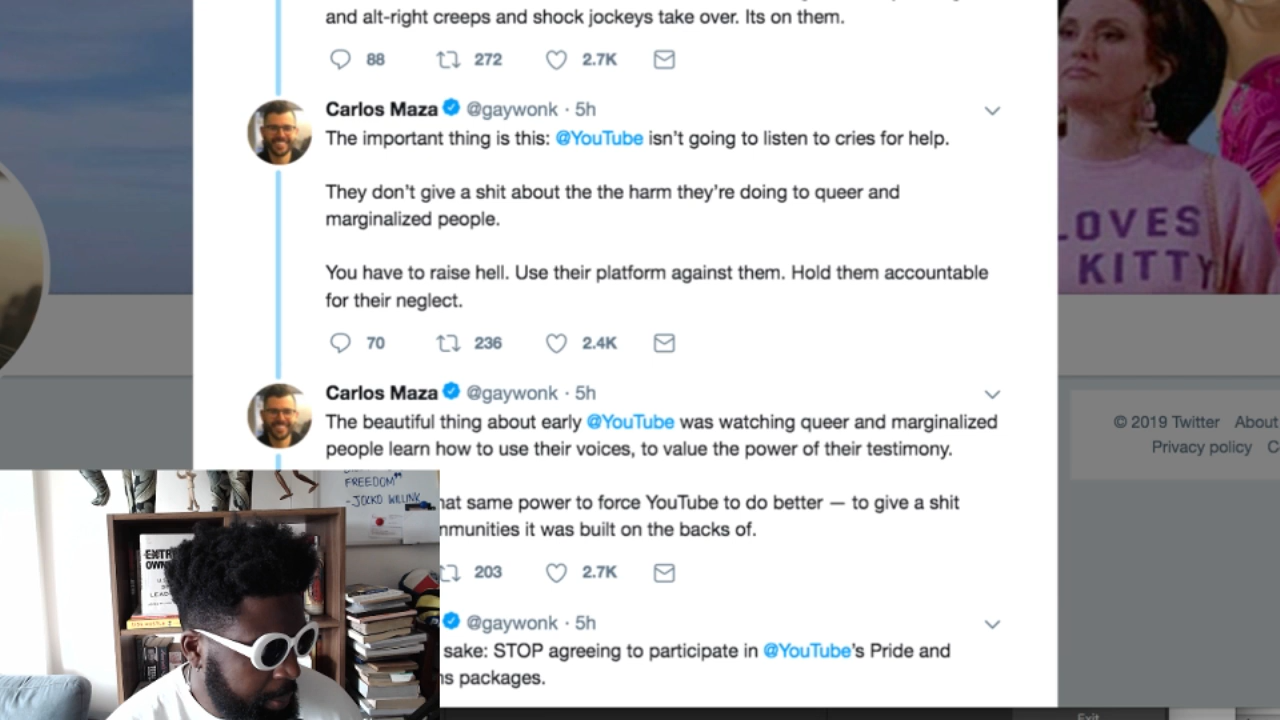 and alt-right creeps and shock jockeys take over. Its on them.
88 272 2.7K
Carlos Maza @gaywonk · 5h
The important thing is this: @YouTube isn't going to listen to cries for help.
They don't give a shit about the the harm they're doing to queer and
marginalized people.
You have to raise hell. Use their platform against them. Hold them accountable
for their neglect.
70 236 2.4K
Carlos Maza @gaywonk · 5h
The beautiful thing about early @YouTube was watching queer and marginalized
people learn how to use their voices, to value the power of their testimony.
same power to force YouTube to do better — to give a shit
it was built on the backs of.
203 2.7K
@gaywonk · 5h
sake: STOP agreeing to participate in @YouTube's Pride and
packages.
LOVES
KITTY
© 2019 Twitter About
Privacy policy
FREEDOM"
-JOCKO WILLINK
Exit